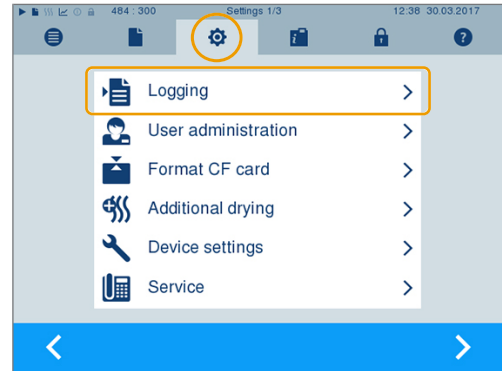 484 : 300 Settings 1/3 12:38 30.03.2017
Logging
User administration
Format CF card
Additional drying
Device settings
Service